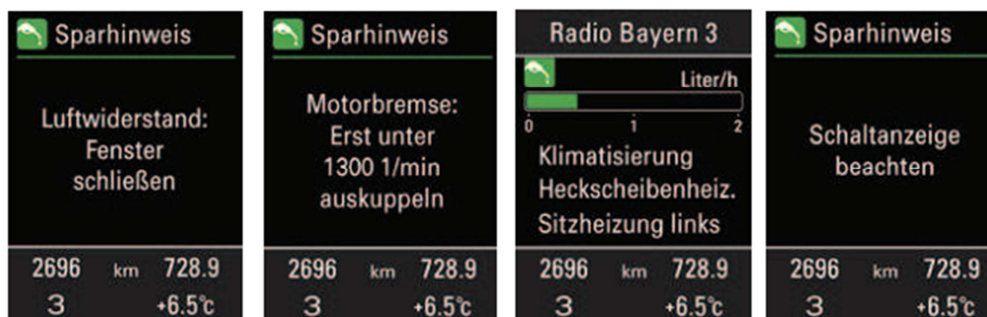 Sparhinweis
Luftwiderstand:
Fenster
schließen
2696 km 728.9
3 +6.5°c
Sparhinweis
Motorbremse:
Erst unter
1300 1/min
auskuppeln
2696 km 728.9
3 +6.5°c
Radio Bayern 3
Liter/h
0 1 2
Klimatisierung
Heckscheibenheiz.
Sitzheizung links
2696 km 728.9
3 +6.5°c
Sparhinweis
Schaltanzeige
beachten
2696 km 728.9
3 +6.5°c